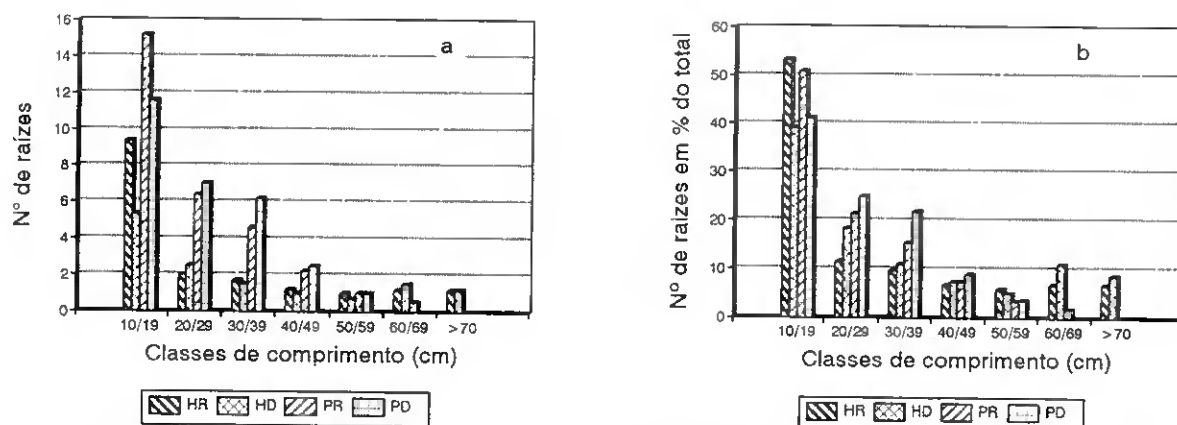 a
Nº de raízes
16
14
12
10
8
6
4
2
0
10/19 20/29 30/39 40/49 50/59 60/69 >70
Classes de comprimento (cm)
HR HD PR PD
b
Nº de raízes em % do total
60
50
40
30
20
10
0
10/19 20/29 30/39 40/49 50/59 60/69 >70
Classes de comprimento (cm)
HR HD PR PD